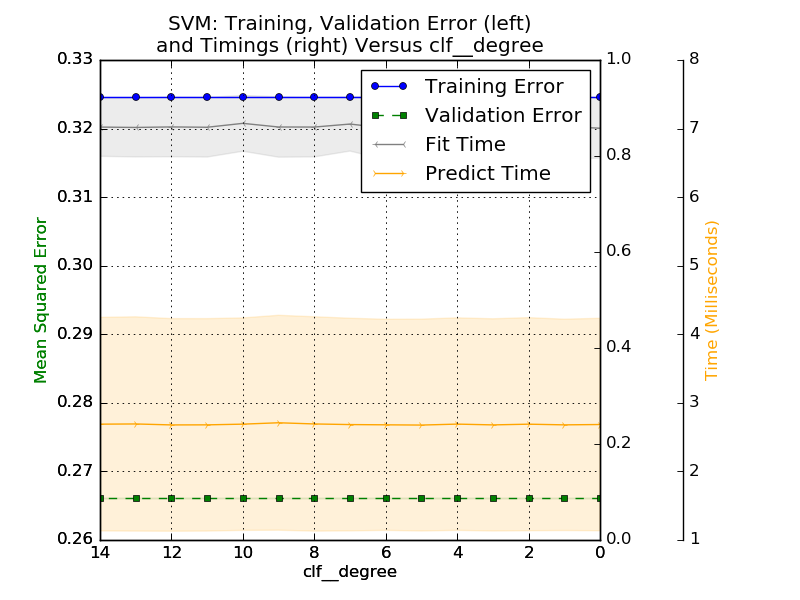 SVM: Training, Validation Error (left)
and Timings (right) Versus clf__degree
Mean Squared Error
0.33
0.32
0.31
0.30
0.29
0.28
0.27
0.26
Training Error
Validation Error
Fit Time
Predict Time
1.0
0.8
0.6
0.4
0.2
0.0
8
7
6
5
4
3
2
1
Time (Milliseconds)
14 12 10 8 6 4 2 0
clf__degree